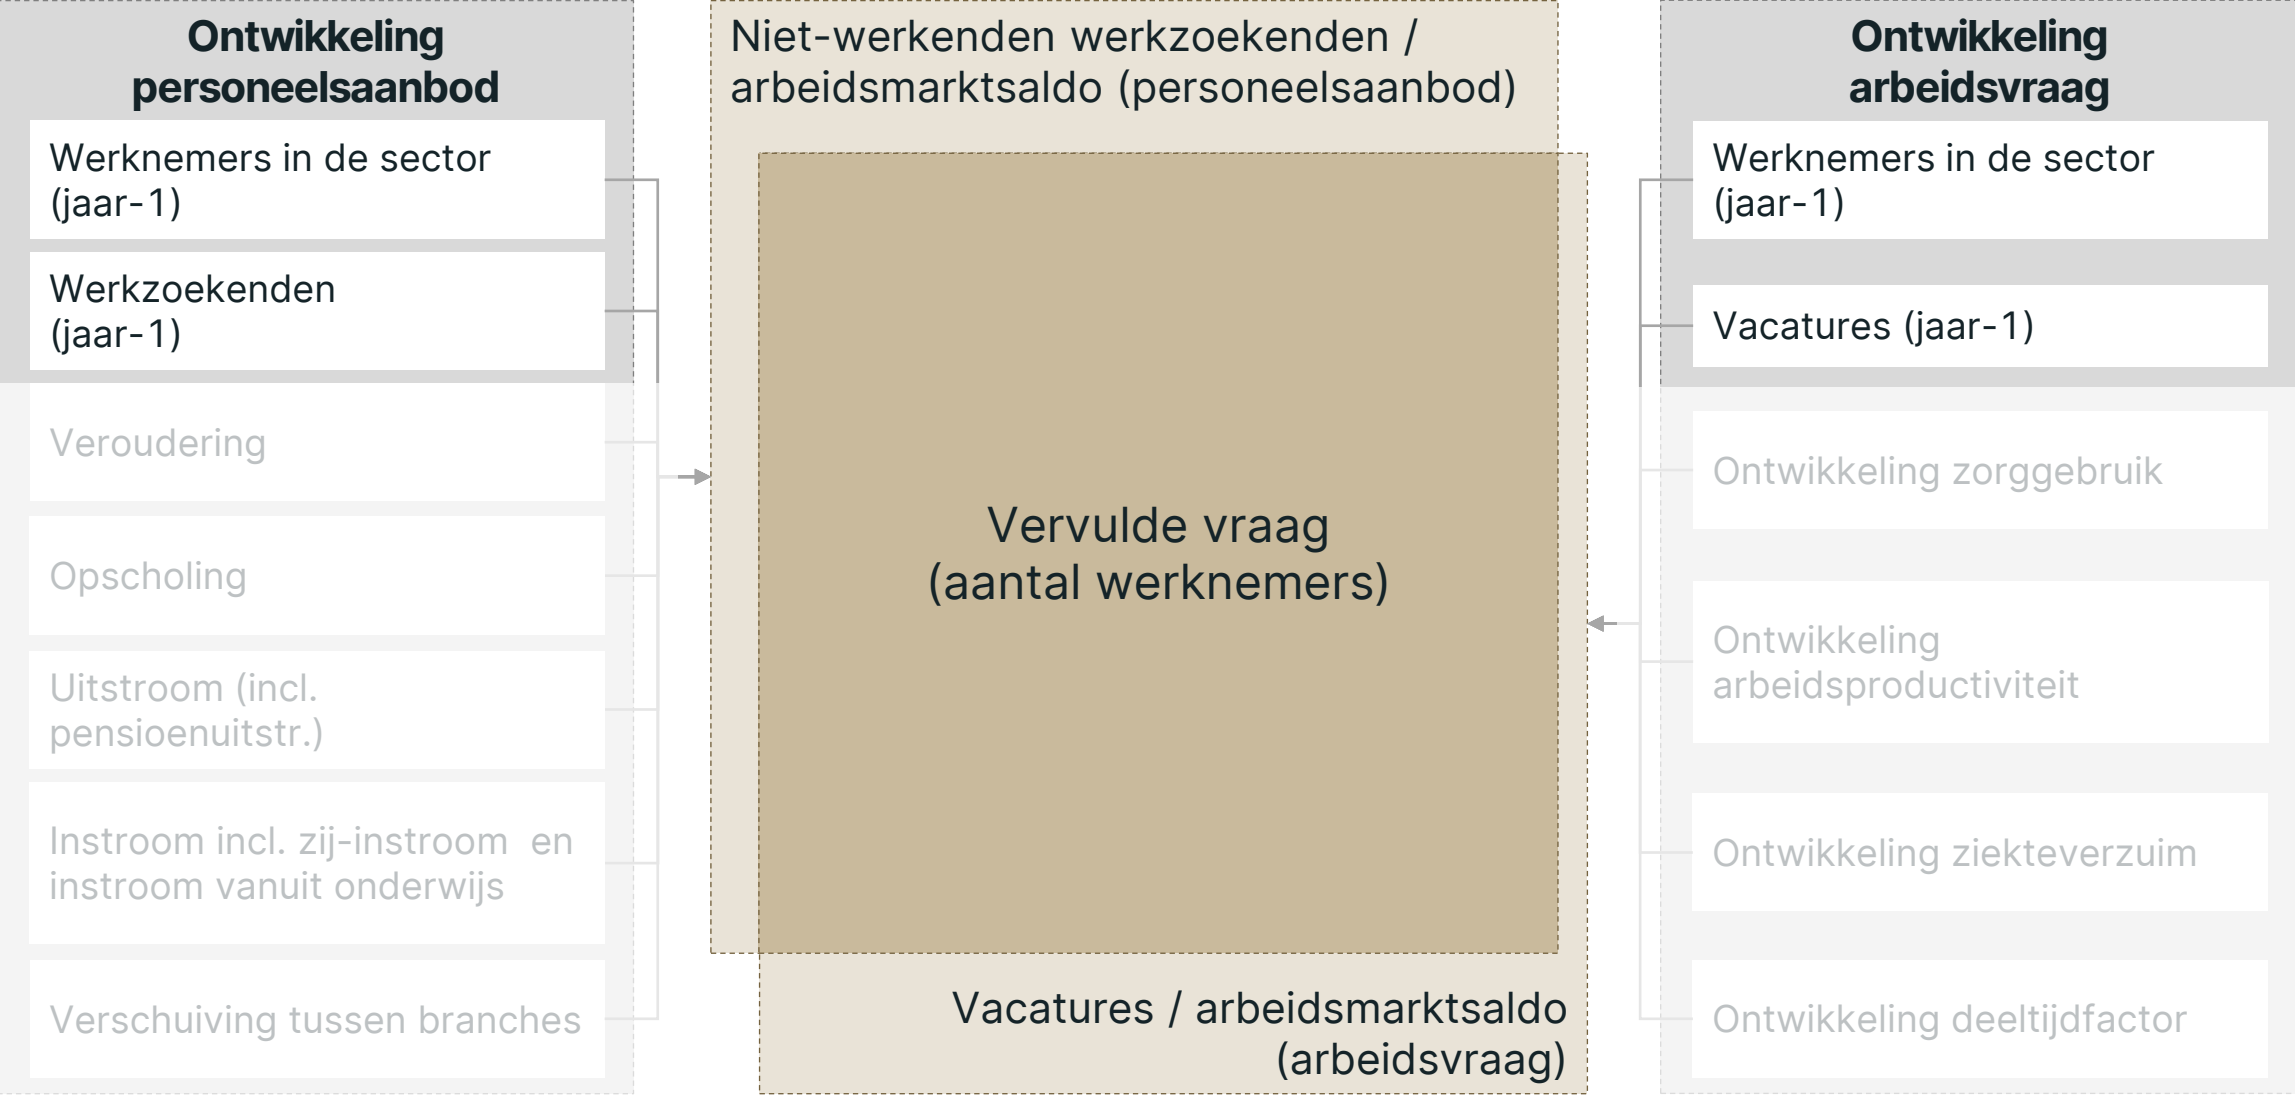 Ontwikkeling
personeelsaanbod
Werknemers in de sector
(jaar-1)
Werkzoekenden
(jaar-1)
Veroudering
Opscholing
Uitstroom (incl.
pensioenuitstr.)
Instroom incl. zij-instroom en
instroom vanuit onderwijs
Verschuiving tussen branches
Niet-werkenden werkzoekenden /
arbeidsmarktsaldo (personeelsaanbod)
Vervulde vraag
(aantal werknemers)
Vacatures / arbeidsmarktsaldo
(arbeidsvraag)
Ontwikkeling
arbeidsvraag
Werknemers in de sector
(jaar-1)
Vacatures (jaar-1)
Ontwikkeling zorggebruik
Ontwikkeling
arbeidsproductiviteit
Ontwikkeling ziekteverzuim
Ontwikkeling deeltijdfactor